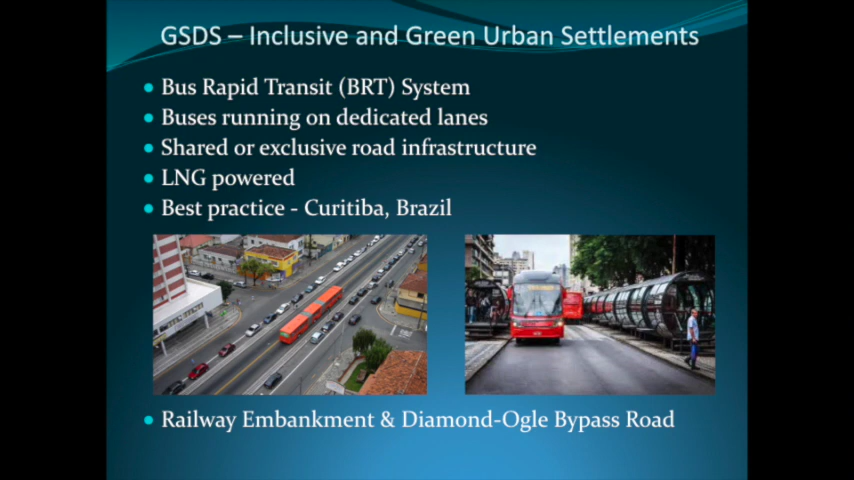 GSDS – Inclusive and Green Urban Settlements
Bus Rapid Transit (BRT) System
Buses running on dedicated lanes
Shared or exclusive road infrastructure
LNG powered
Best practice - Curitiba, Brazil
Railway Embankment & Diamond-Ogle Bypass Road